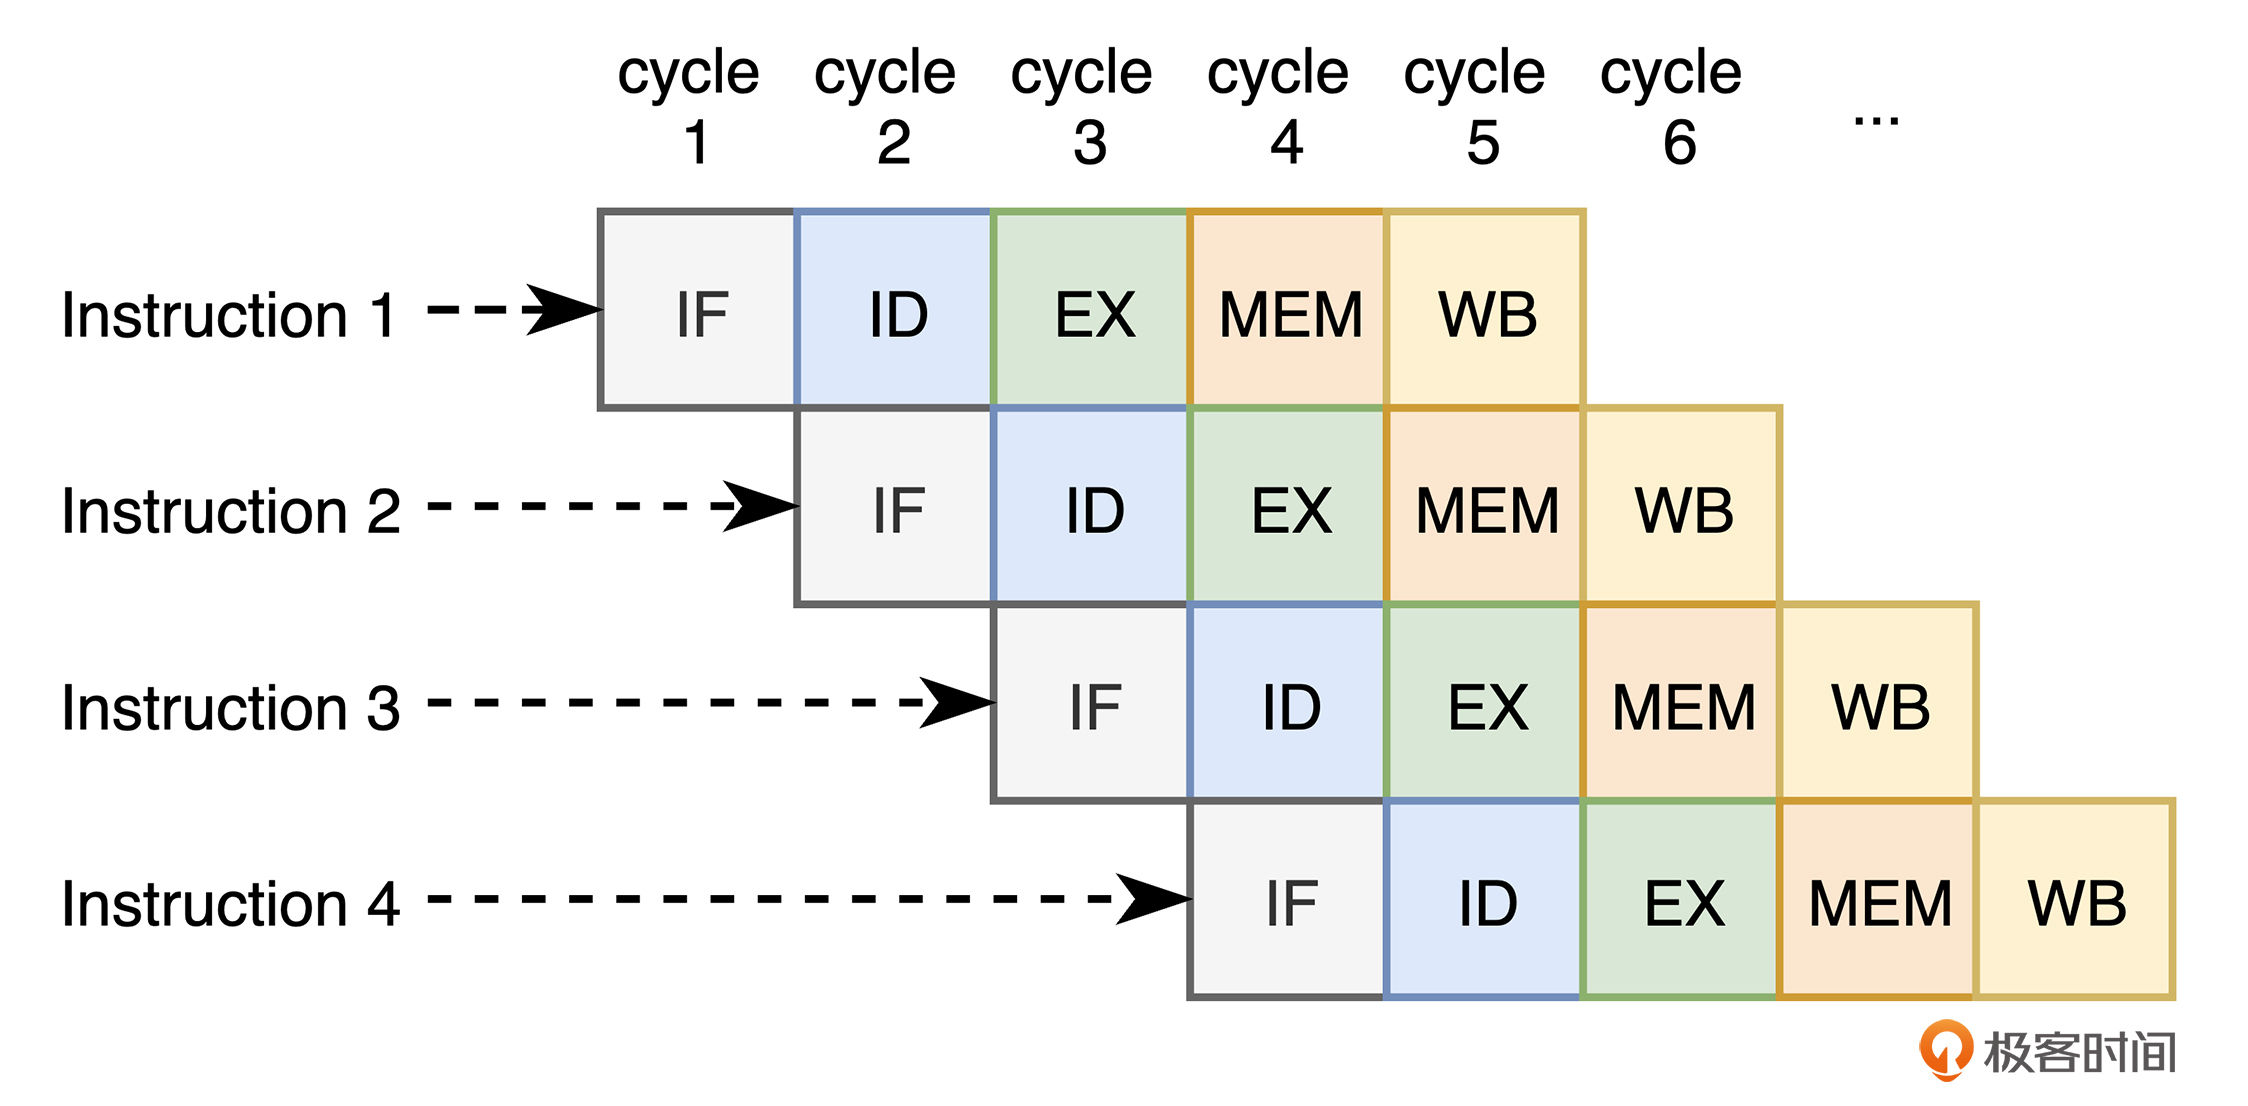 cycle cycle cycle cycle cycle cycle
1 2 3 4 5 6 ...
Instruction 1 IF ID EX MEM WB
Instruction 2 IF ID EX MEM WB
Instruction 3 IF ID EX MEM WB
Instruction 4 IF ID EX MEM WB
极客时间